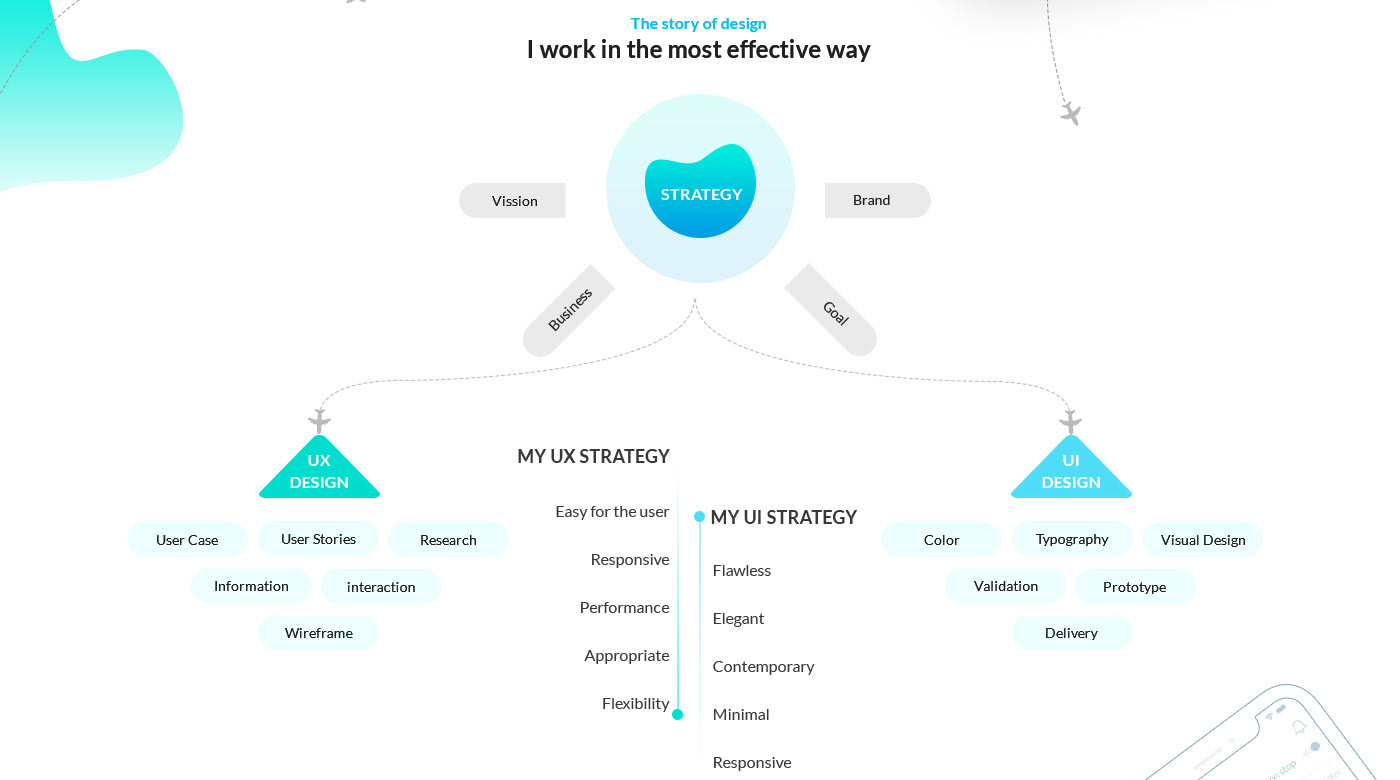 The story of design
I work in the most effective way
STRATEGY
Vission
Brand
Business
Goal
UX
DESIGN
User Case
User Stories
Research
Information
interaction
Wireframe
MY UX STRATEGY
Easy for the user
Responsive
Performance
Appropriate
Flexibility
MY UI STRATEGY
Flawless
Elegant
Contemporary
Minimal
Responsive
UI
DESIGN
Color
Typography
Visual Design
Validation
Prototype
Delivery
stop